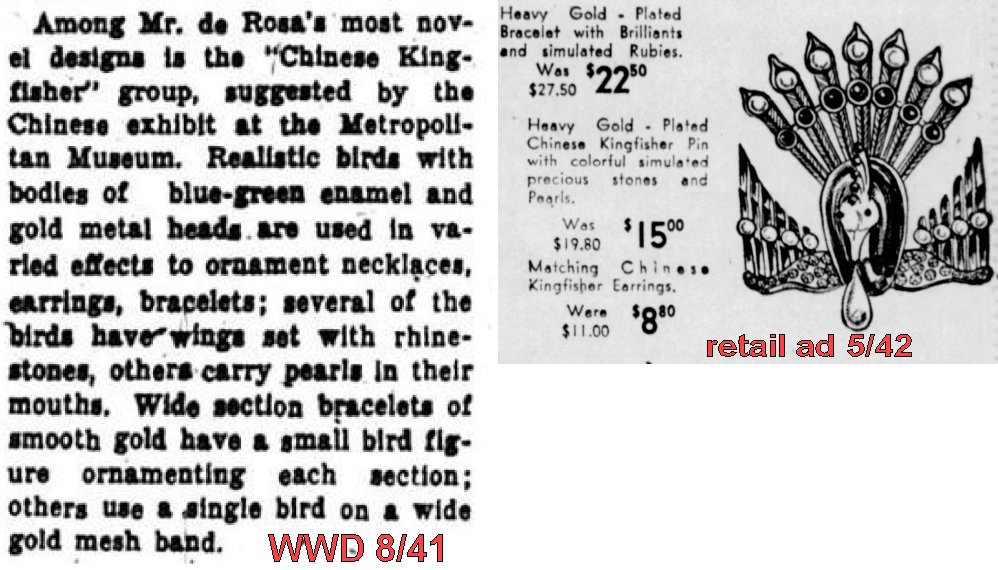 Among Mr. de Rosa's most nov-
el designs is the "Chinese King-
fisher" group, suggested by the
Chinese exhibit at the Metropoli-
tan Museum. Realistic birds with
bodies of blue-green enamel and
gold metal heads are used in va-
ried effects to ornament necklaces,
earrings, bracelets; several of the
birds have wings set with rhine-
stones, others carry pearls in their
mouths. Wide section bracelets of
smooth gold have a small bird fig-
ure ornamenting each section;
others use a single bird on a wide
gold mesh band.
WWD 8/41
Heavy Gold - Plated
Bracelet with Brilliants
and simulated Rubies.
Was $2250
$27.50
Heavy Gold - Plated
Chinese Kingfisher Pin
with colorful simulated
precious stones and
Pearls.
Was $1500
$19.80
Matching Chinese
Kingfisher Earrings.
Were $880
$11.00
retail ad 5/42